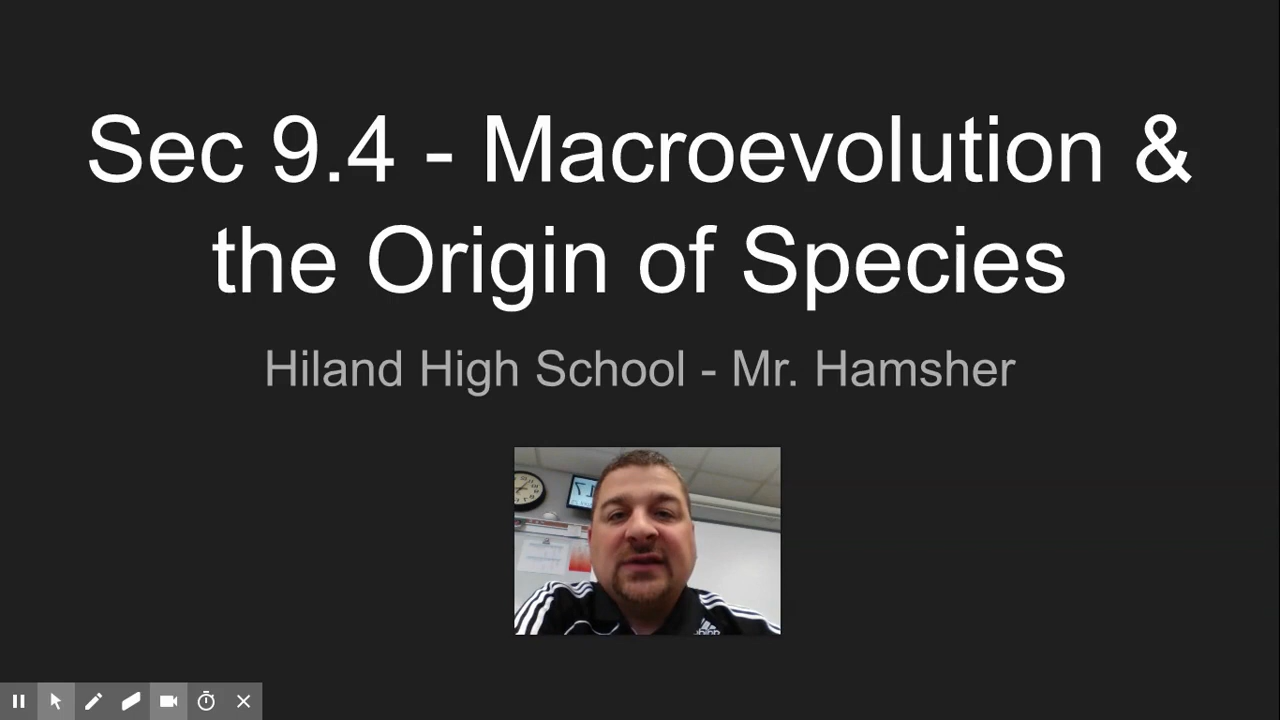 Sec 9.4 - Macroevolution &
the Origin of Species
Hiland High School - Mr. Hamsher